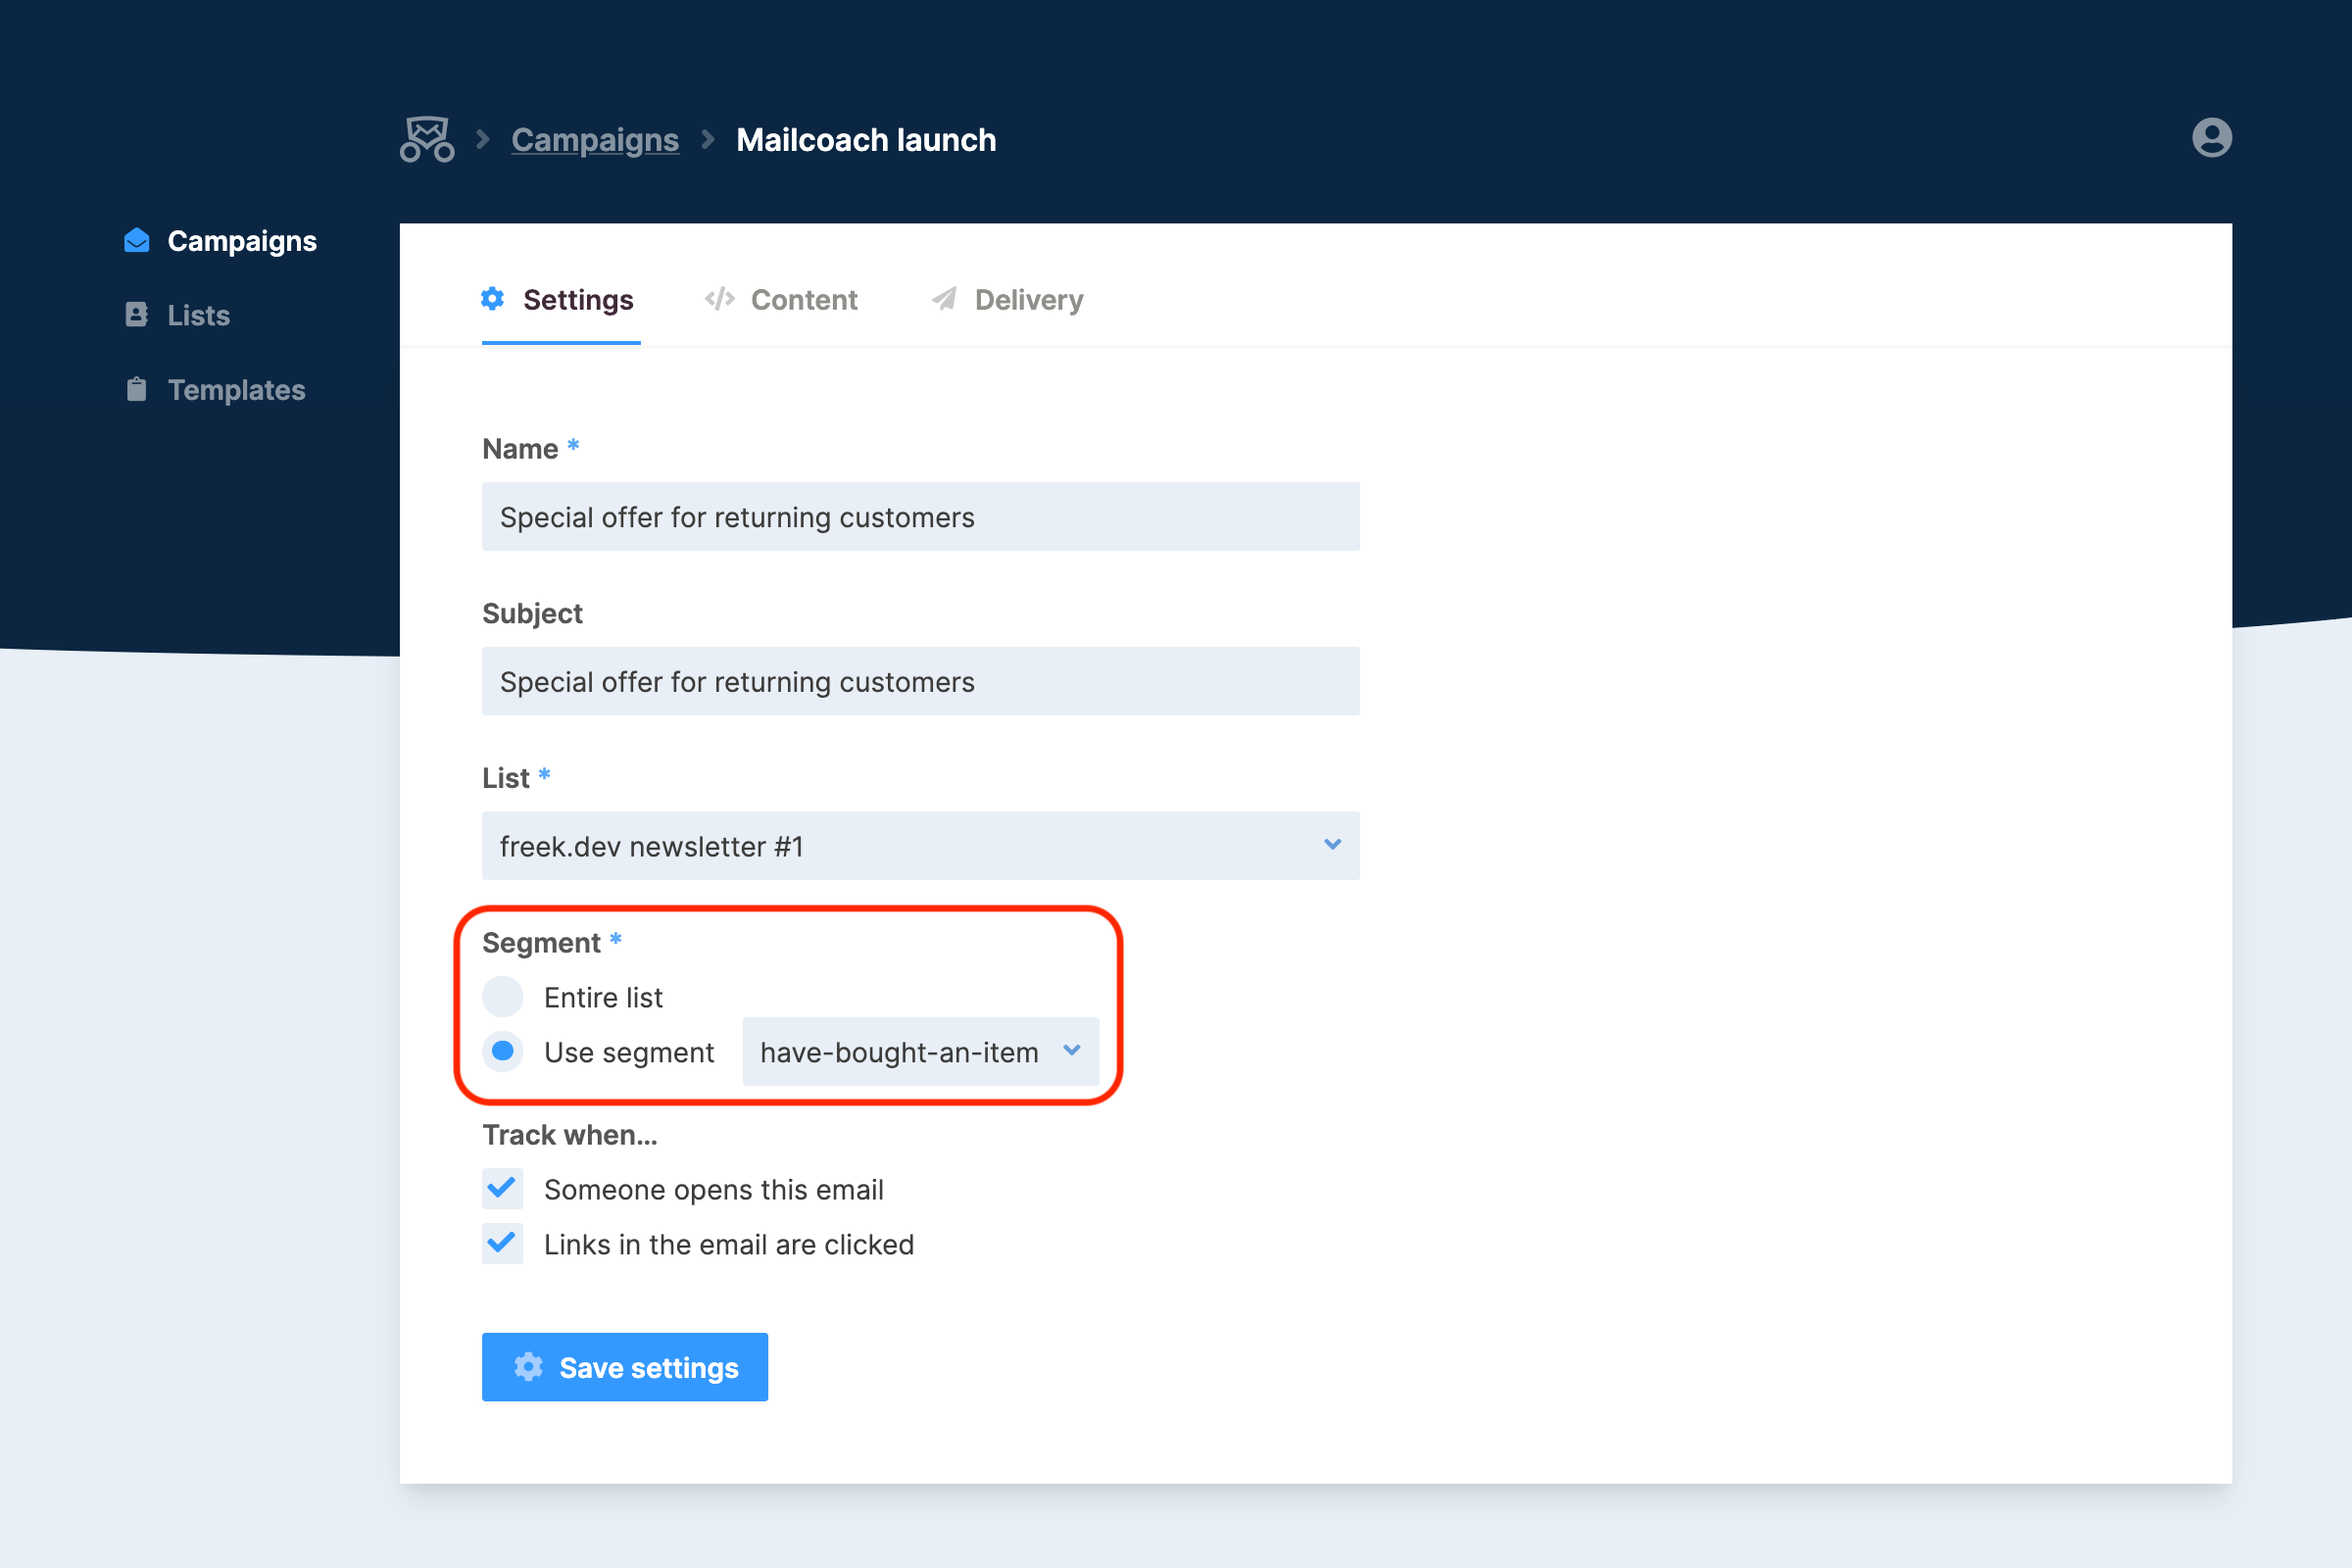 Campaigns Mailcoach launch
Campaigns
Lists
Templates
Settings Content Delivery
Name *
Special offer for returning customers
Subject
Special offer for returning customers
List *
freek.dev newsletter #1
Segment *
Entire list
Use segment have-bought-an-item
Track when...
Someone opens this email
Links in the email are clicked
Save settings